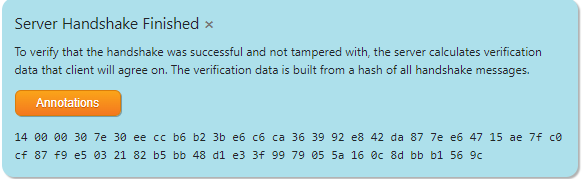 Server Handshake Finished ×
To verify that the handshake was successful and not tampered with, the server calculates verification
data that client will agree on. The verification data is built from a hash of all handshake messages.
Annotations
14 00 00 30 7e 30 ee cc b6 b2 3b e6 c6 ca 36 39 92 e8 42 da 87 7e e6 47 15 ae 7f c0
cf 87 f9 e5 03 21 82 b5 bb 48 d1 e3 3f 99 79 05 5a 16 0c 8d bb b1 56 9c